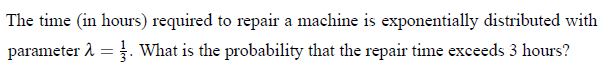 The time (in hours) required to repair a machine is exponentially distributed with
parameter λ = 1/3. What is the probability that the repair time exceeds 3 hours?